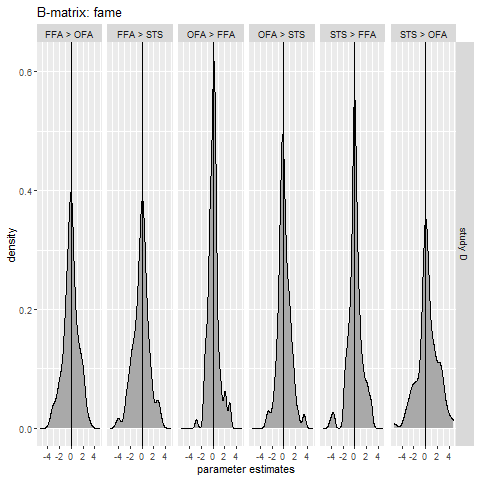 B-matrix: fame
FFA > OFA FFA > STS OFA > FFA OFA > STS STS > FFA STS > OFA
0.6
0.4
0.2
0.0
density
study D
-4 -2 0 2 4 -4 -2 0 2 4 -4 -2 0 2 4 -4 -2 0 2 4 -4 -2 0 2 4 -4 -2 0 2 4
parameter estimates